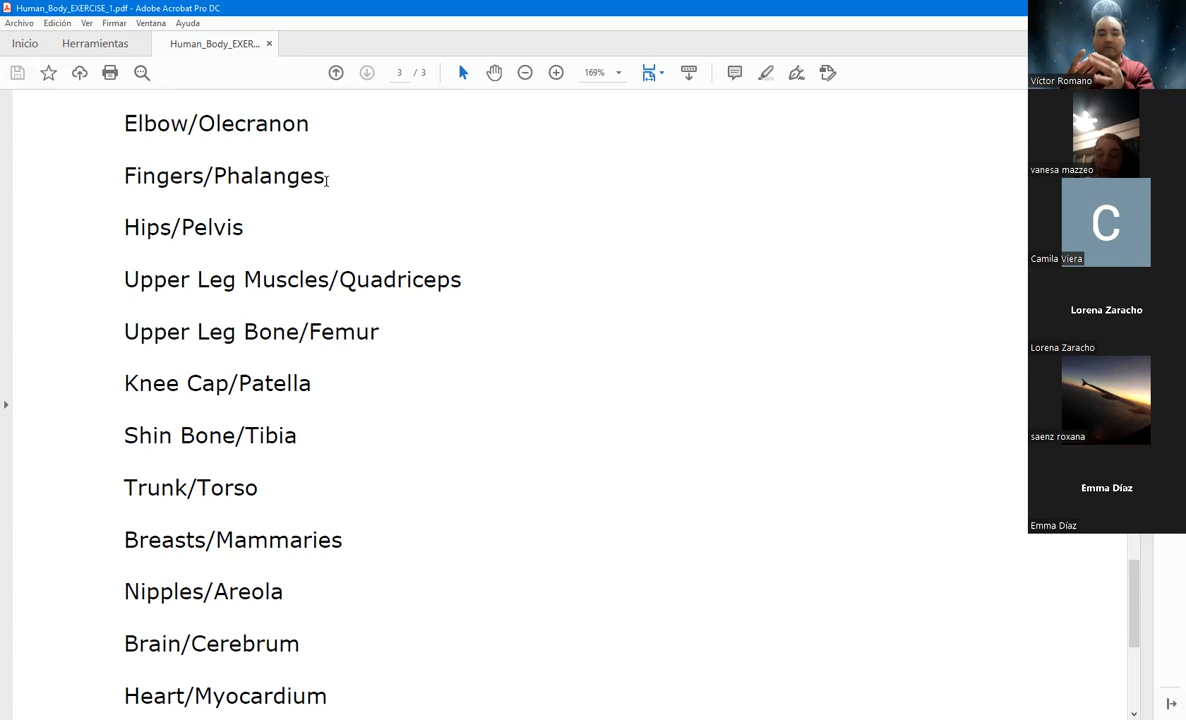 Human_Body_EXERCISE_1.pdf - Adobe Acrobat Pro DC
Archivo Edición Ver Firmar Ventana Ayuda
Inicio Herramientas Human_Body_EXER... ×
3 / 3 169%
Elbow/Olecranon
Fingers/Phalanges
Hips/Pelvis
Upper Leg Muscles/Quadriceps
Upper Leg Bone/Femur
Knee Cap/Patella
Shin Bone/Tibia
Trunk/Torso
Breasts/Mammaries
Nipples/Areola
Brain/Cerebrum
Heart/Myocardium
Víctor Romano
vanesa mazzeo
C
Camila Viera
Lorena Zaracho
Lorena Zaracho
saenz roxana
Emma Díaz
Emma Díaz